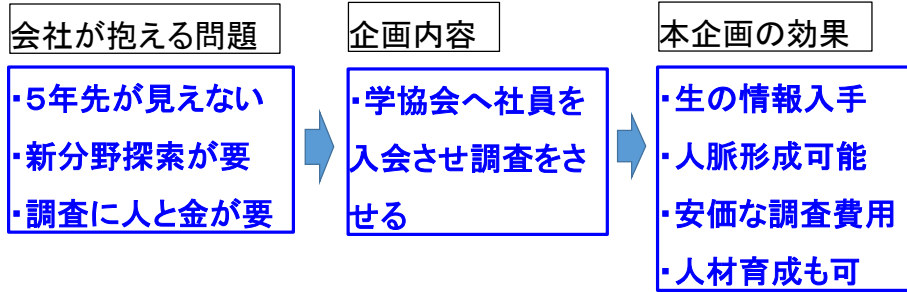 会社が抱える問題
・５年先が見えない
・新分野探索が要
・調査に人と金が要
企画内容
・学協会へ社員を
入会させ調査をさ
せる
本企画の効果
・生の情報入手
・人脈形成可能
・安価な調査費用
・人材育成も可